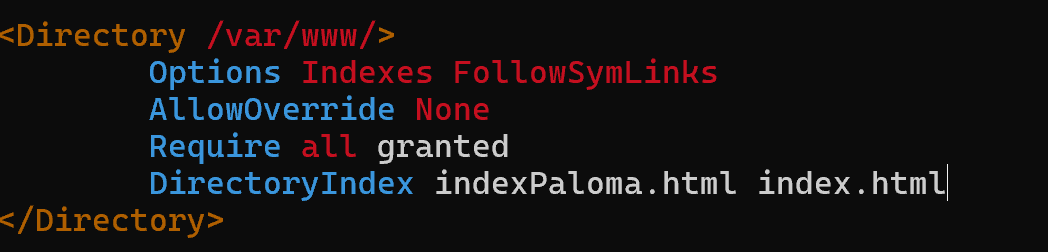 <Directory /var/www/>
Options Indexes FollowSymLinks
AllowOverride None
Require all granted
DirectoryIndex indexPaloma.html index.html
</Directory>